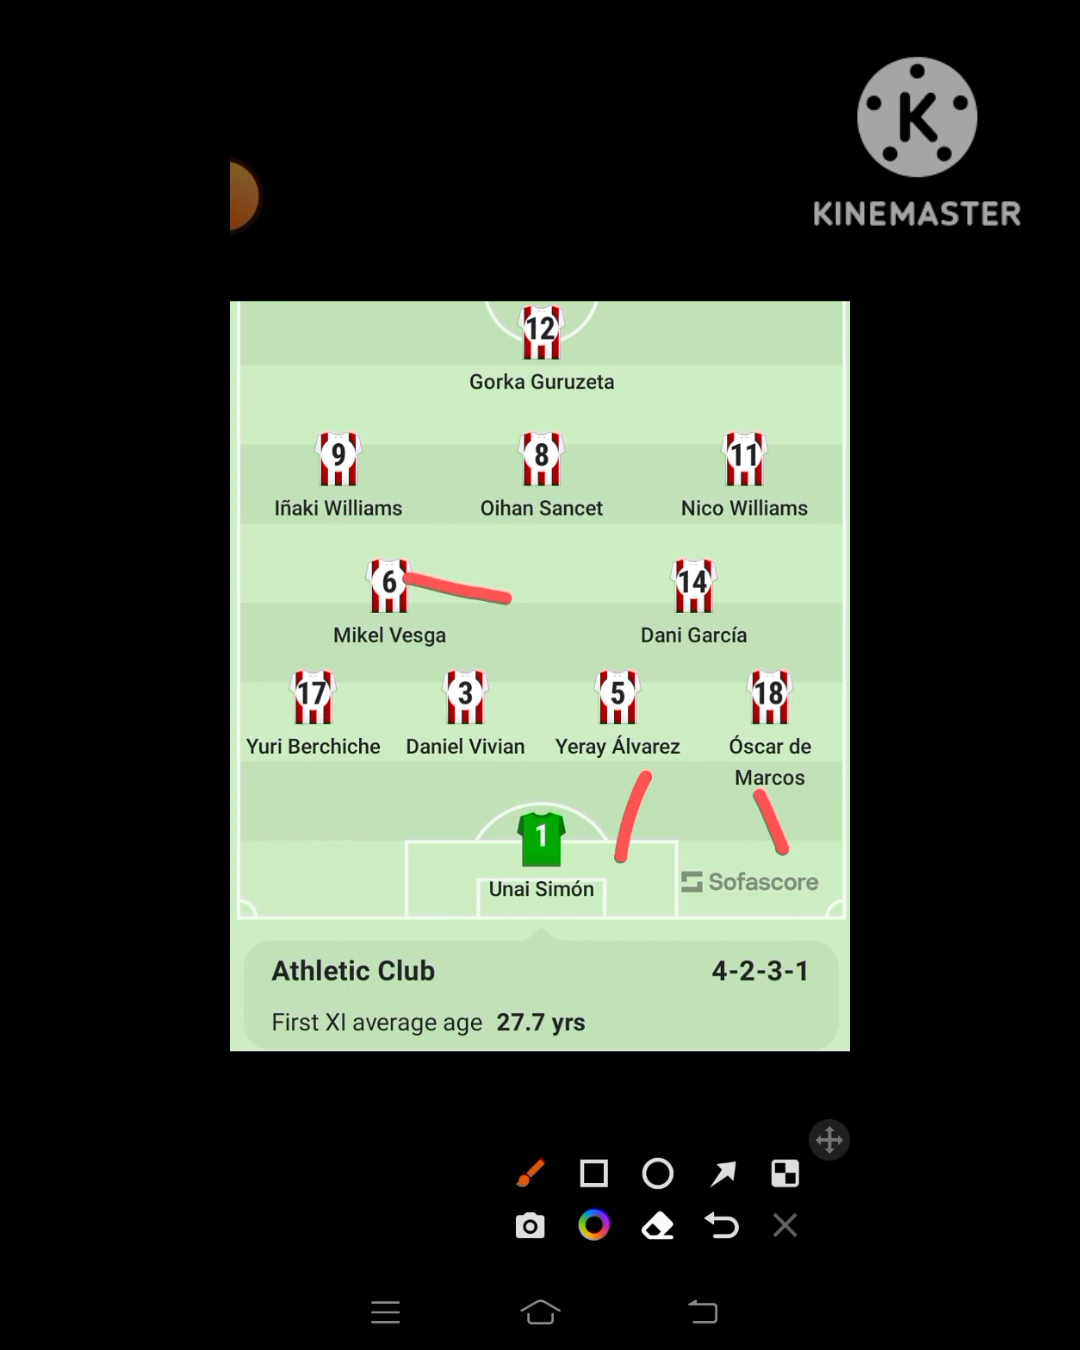 K
KINEMASTER
12
Gorka Guruzeta
9
8
11
Iñaki Williams
Oihan Sancet
Nico Williams
6
14
Mikel Vesga
Dani García
17
3
5
18
Yuri Berchiche
Daniel Vivian
Yeray Álvarez
Óscar de
Marcos
1
Unai Simón
Sofascore
Athletic Club
4-2-3-1
First XI average age 27.7 yrs